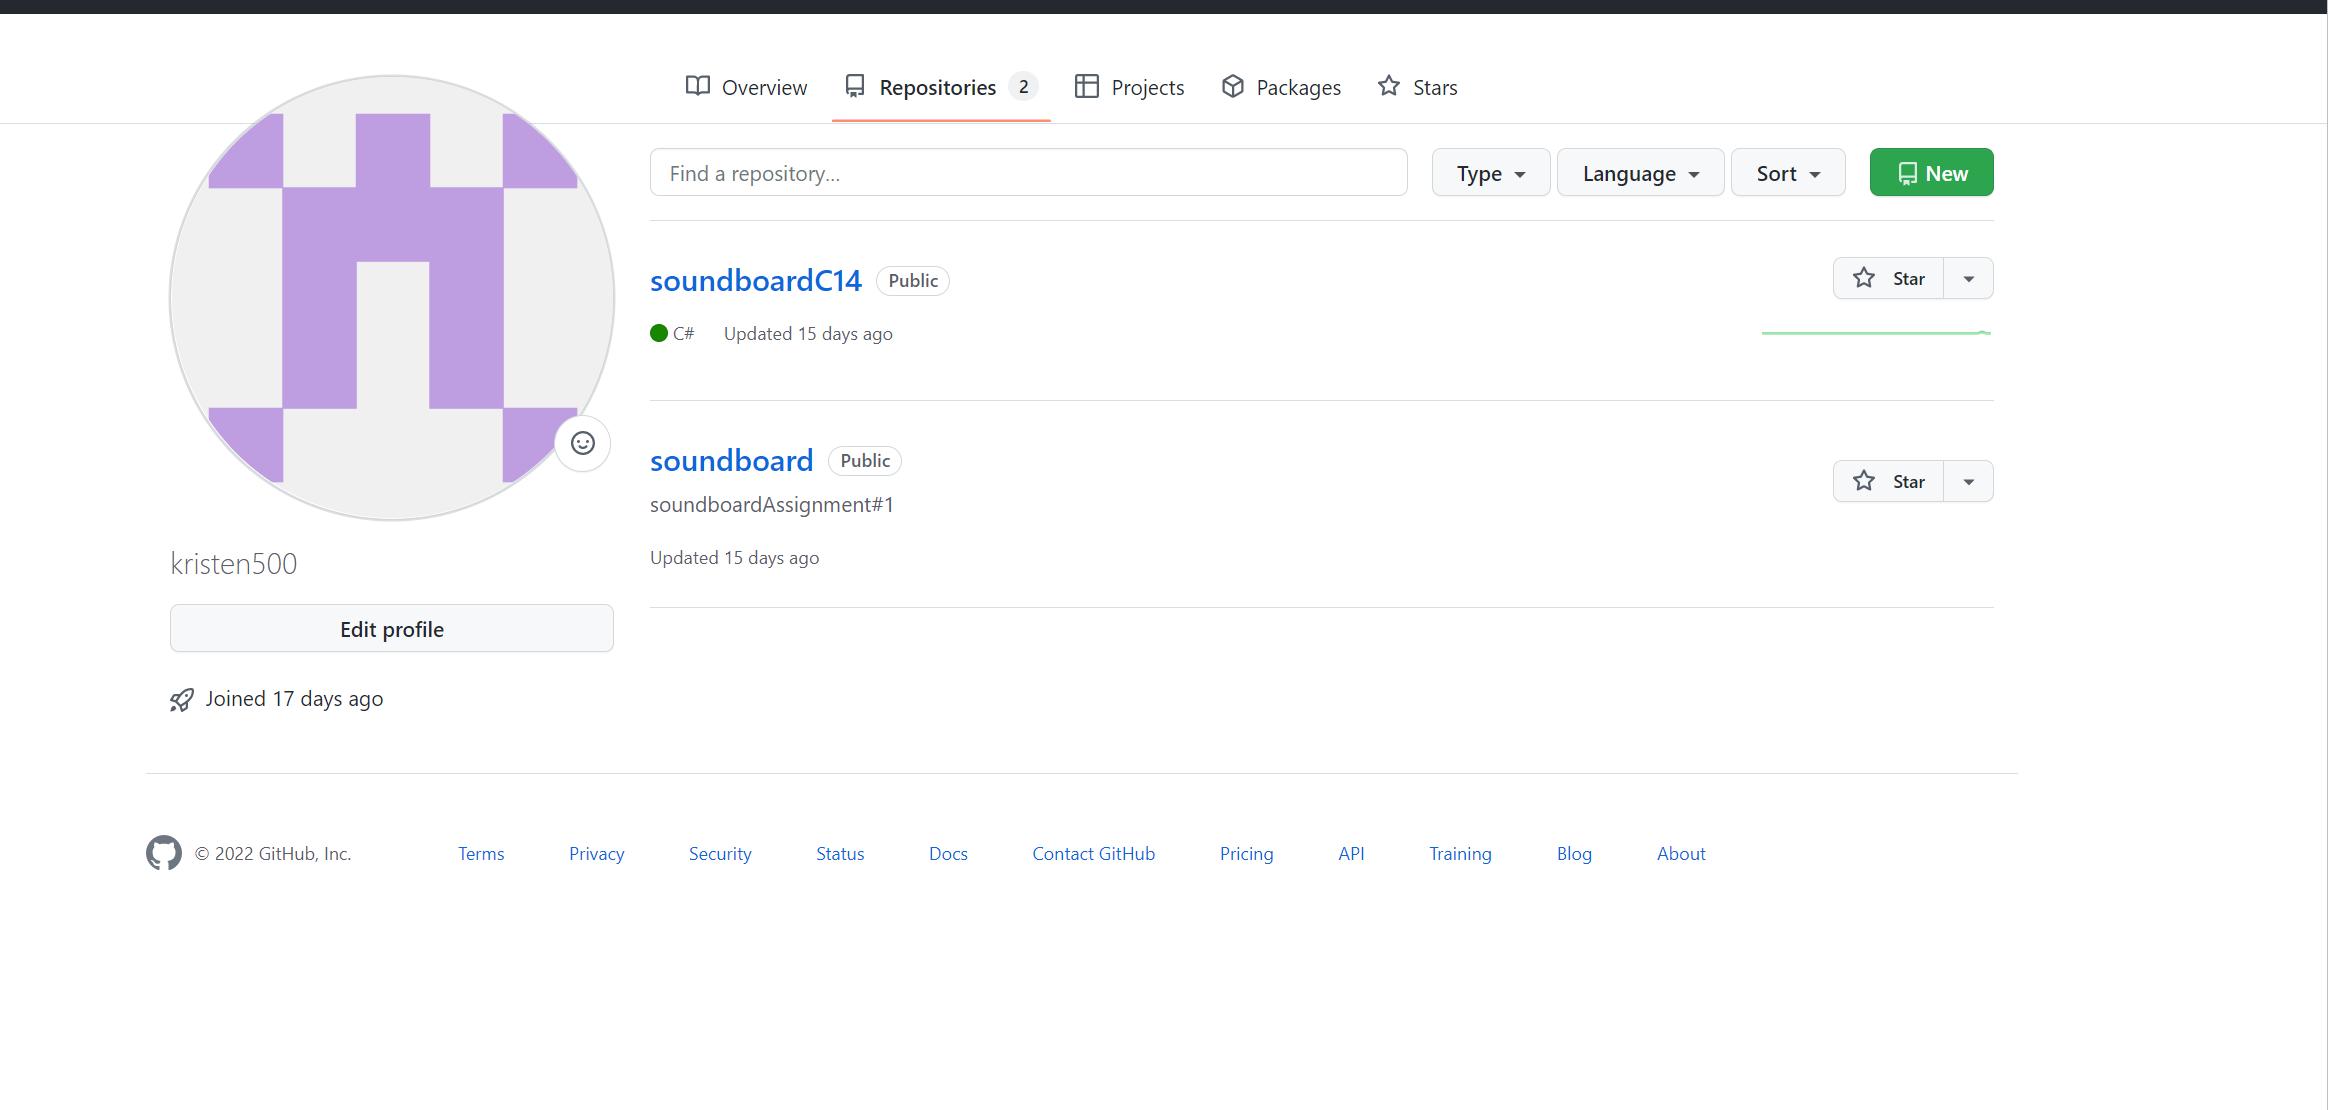 Overview Repositories 2 Projects Packages Stars
Find a repository... Type Language Sort New
soundboardC14 Public Star
C# Updated 15 days ago
soundboard Public Star
soundboardAssignment#1
Updated 15 days ago
kristen500
Edit profile
Joined 17 days ago
© 2022 GitHub, Inc. Terms Privacy Security Status Docs Contact GitHub Pricing API Training Blog About